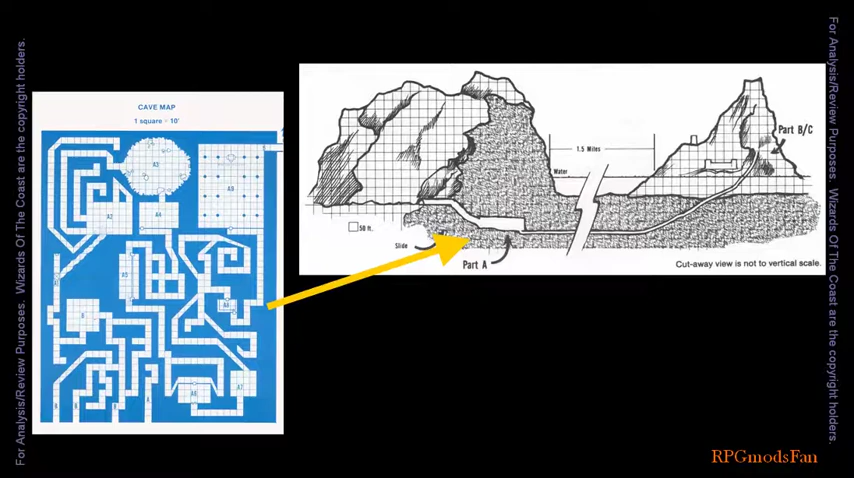 For Analysis/Review Purposes.  Wizards Of The Coast are the copyright holders.
CAVE MAP
1 square = 10'
A3
A9
A2
A4
A1
A5
A8
B
A6
A7
A
1.5 Miles
Water
Part B/C
50 ft.
Slide
Part A
Cut-away view is not to vertical scale.
For Analysis/Review Purposes.  Wizards Of The Coast are the copyright holders.
RPGmodsFan